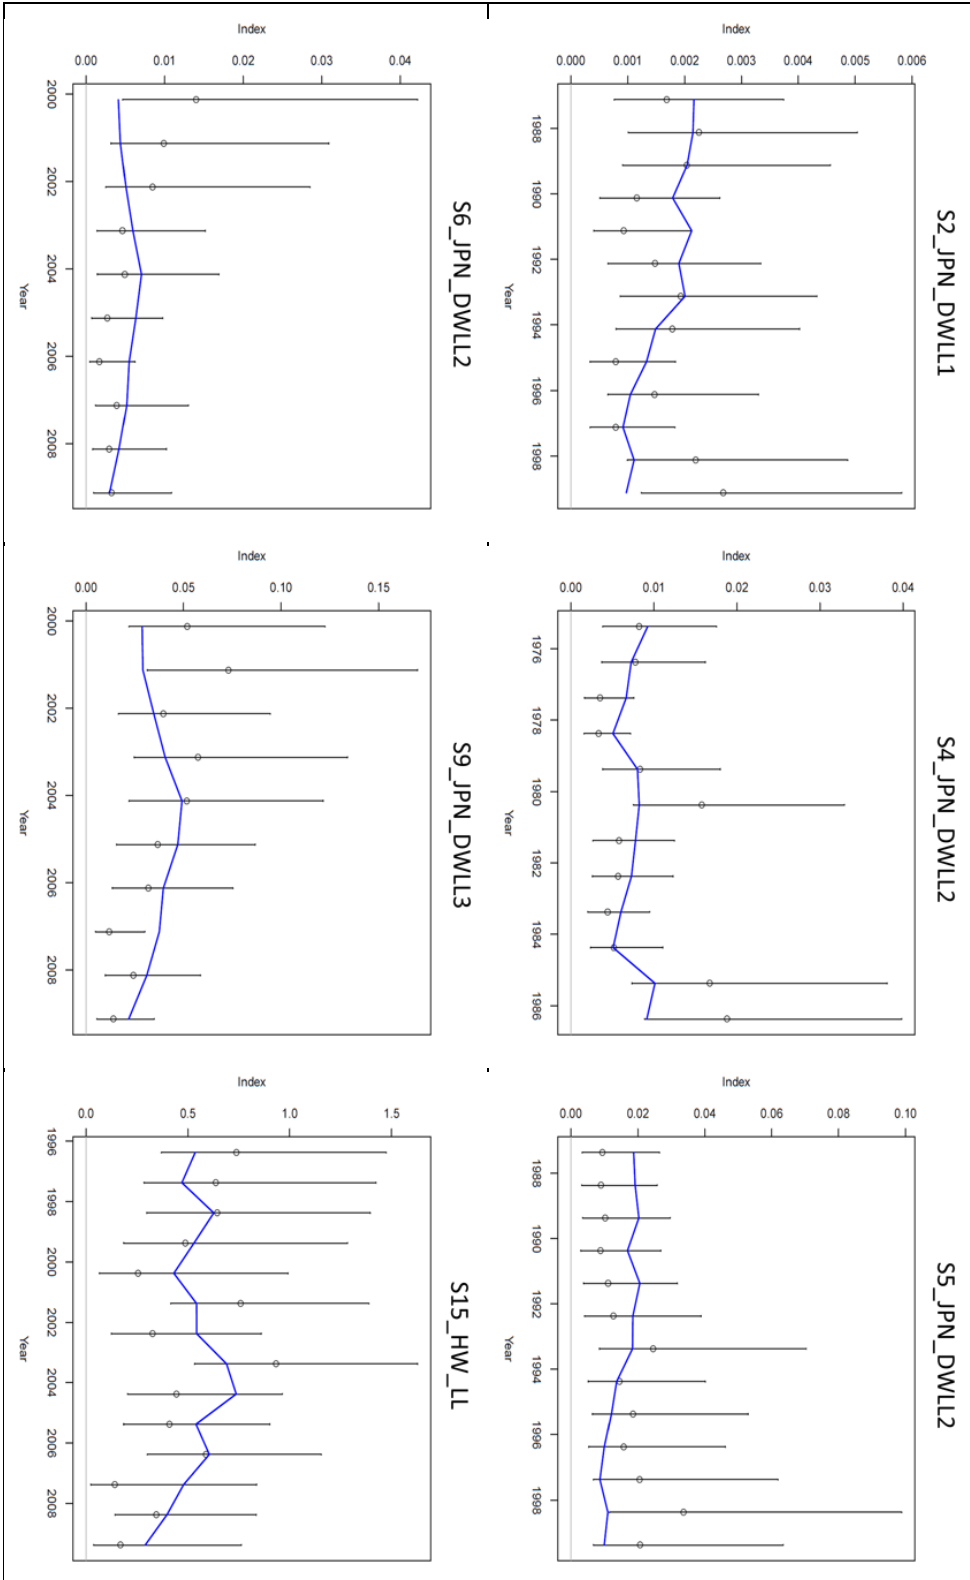 S2_JPN_DWLL1
Index
0.000 0.001 0.002 0.003 0.004 0.005 0.006
1988 1990 1992 1994 1996 1998
Year
S4_JPN_DWLL2
Index
0.00 0.01 0.02 0.03 0.04
1976 1978 1980 1982 1984 1986
Year
S5_JPN_DWLL2
Index
0.00 0.02 0.04 0.06 0.08 0.10
1988 1990 1992 1994 1996 1998
Year
S6_JPN_DWLL2
Index
0.00 0.01 0.02 0.03 0.04
2000 2002 2004 2006 2008
Year
S9_JPN_DWLL3
Index
0.00 0.05 0.10 0.15
2000 2002 2004 2006 2008
Year
S15_HW_LL
Index
0.0 0.5 1.0 1.5
1996 1998 2000 2002 2004 2006 2008
Year